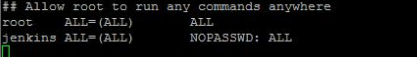 ## Allow root to run any commands anywhere
root    ALL=(ALL)       ALL
jenkins ALL=(ALL)       NOPASSWD: ALL